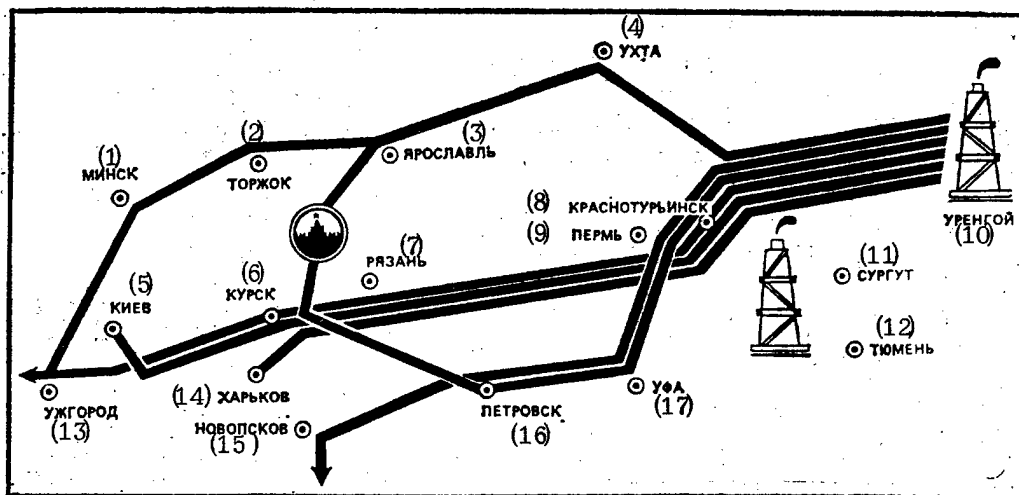 (4)
УХТА
(3)
ЯРОСЛАВЛЬ
(2)
ТОРЖОК
(1)
МИНСК
(8) КРАСНОТУРЬИНСК
(9) ПЕРМЬ
УРЕНГОЙ
(10)
(7)
РЯЗАНЬ
(11)
СУРГУТ
(6)
КУРСК
(5)
КИЕВ
(12)
ТЮМЕНЬ
УЖГОРОД
(13)
(14) ХАРЬКОВ
НОВОПСКОВ
(15)
ПЕТРОВСК
(16)
УФА
(17)